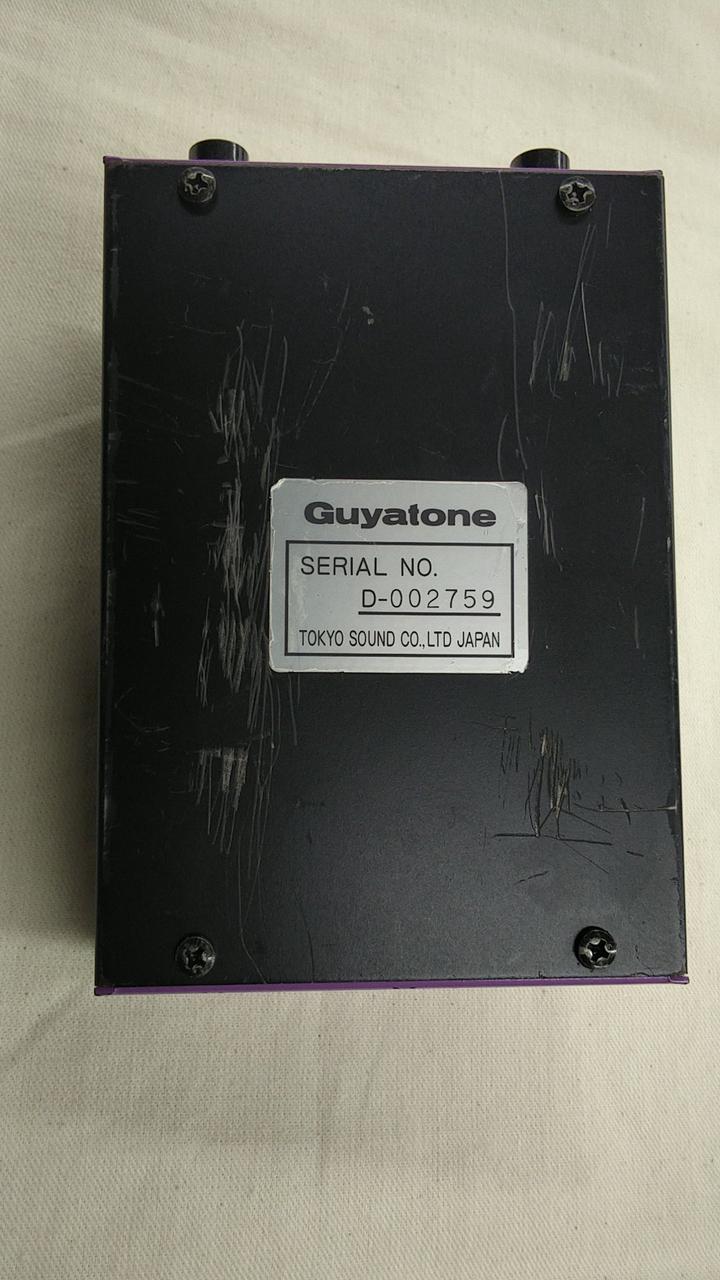 Guyatone
SERIAL NO.
D-002759
TOKYO SOUND CO.,LTD JAPAN